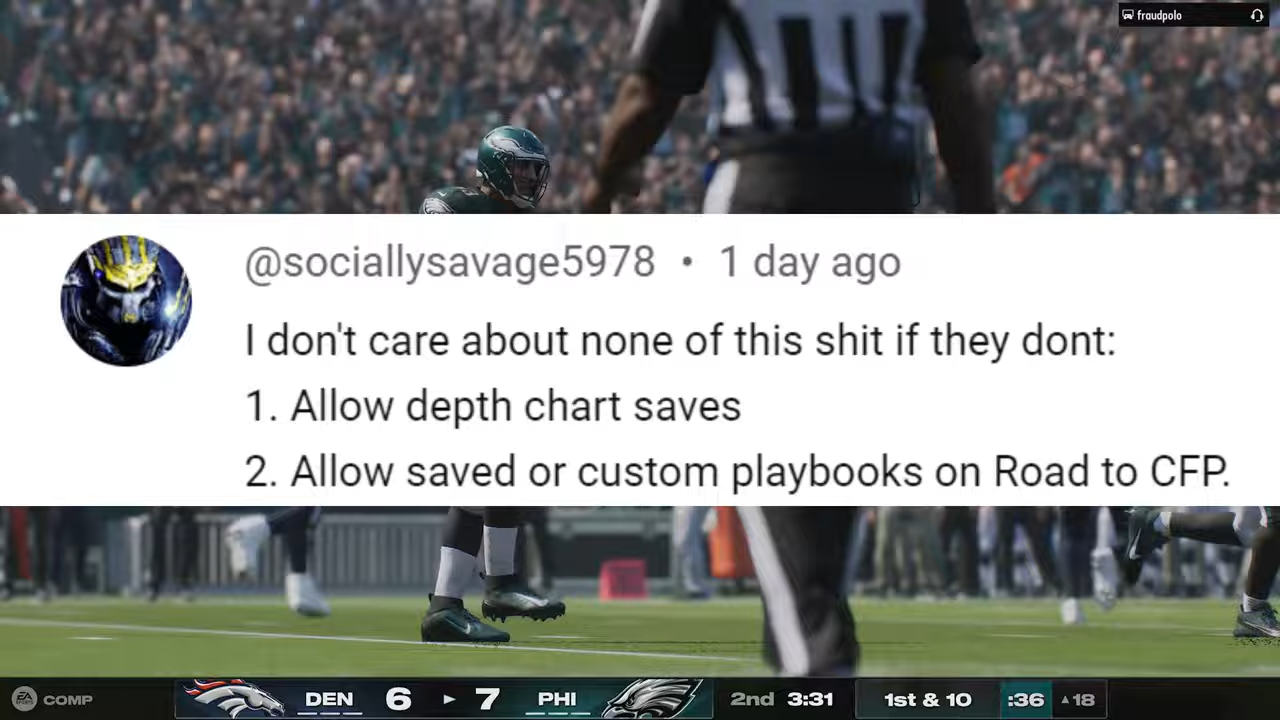 fraudpolo
@sociallysavage5978 • 1 day ago
I don't care about none of this shit if they dont:
1. Allow depth chart saves
2. Allow saved or custom playbooks on Road to CFP.
EA SPORTS COMP DEN 6 ► 7 PHI 2nd 3:31 1st & 10 :36 ▲18